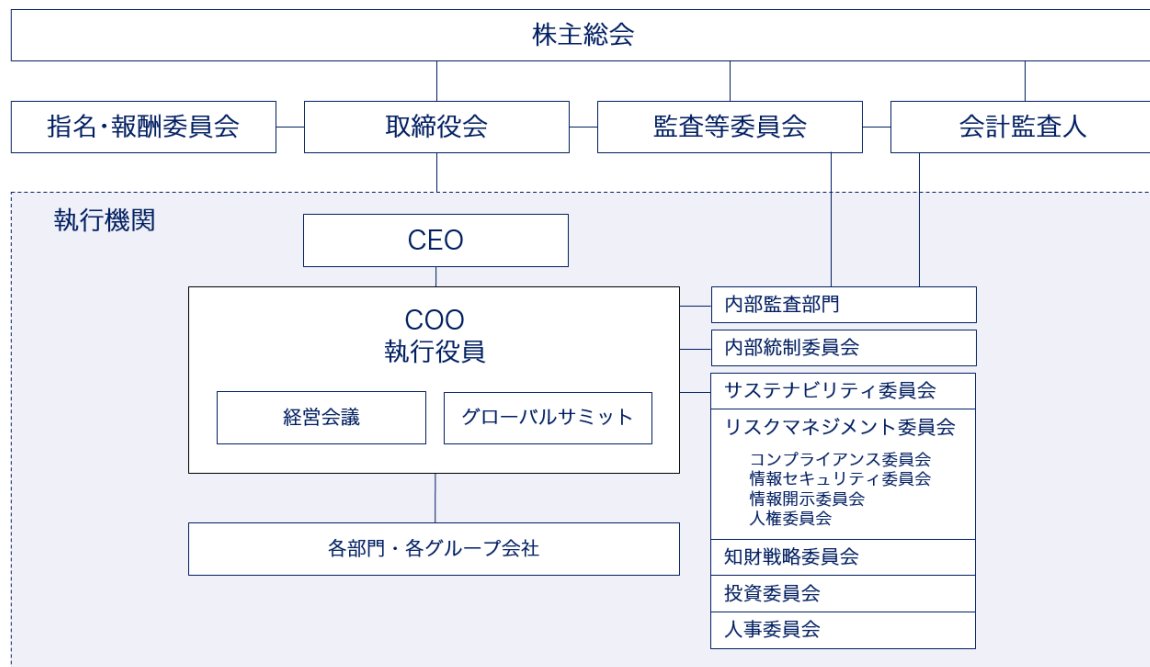 株主総会
指名・報酬委員会
取締役会
監査等委員会
会計監査人
執行機関
CEO
COO
執行役員
経営会議
グローバルサミット
各部門・各グループ会社
内部監査部門
内部統制委員会
サステナビリティ委員会
リスクマネジメント委員会
コンプライアンス委員会
情報セキュリティ委員会
情報開示委員会
人権委員会
知財戦略委員会
投資委員会
人事委員会